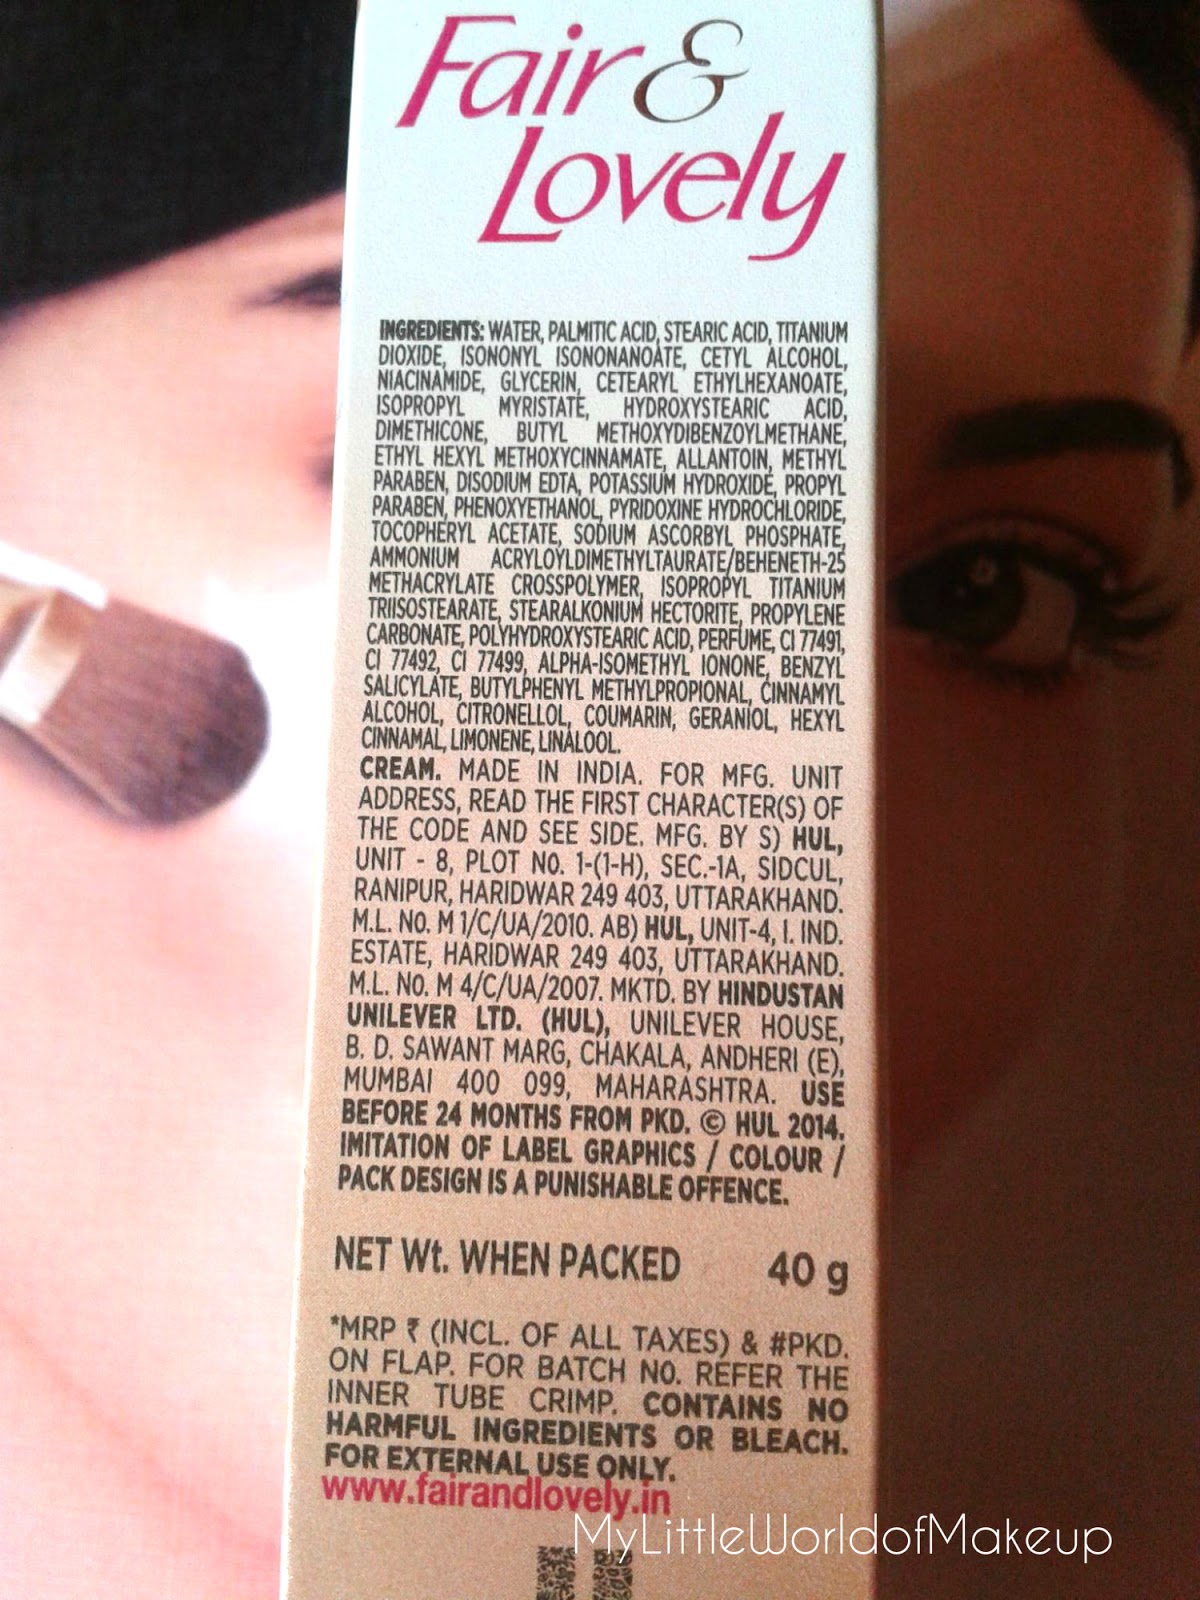 Fair &
Lovely
INGREDIENTS: WATER, PALMITIC ACID, STEARIC ACID, TITANIUM
DIOXIDE, ISONONYL ISONONANOATE, CETYL ALCOHOL,
NIACINAMIDE, GLYCERIN, CETEARYL ETHYLHEXANOATE,
ISOPROPYL MYRISTATE, HYDROXYSTEARIC ACID,
DIMETHICONE, BUTYL METHOXYDIBENZOYLMETHANE,
ETHYL HEXYL METHOXYCINNAMATE, ALLANTOIN, METHYL
PARABEN, DISODIUM EDTA, POTASSIUM HYDROXIDE, PROPYL
PARABEN, PHENOXYETHANOL, PYRIDOXINE HYDROCHLORIDE,
TOCOPHERYL ACETATE, SODIUM ASCORBYL PHOSPHATE,
AMMONIUM ACRYLOYLDIMETHYLTAURATE/BEHENETH-25
METHACRYLATE CROSSPOLYMER, ISOPROPYL TITANIUM
TRIISOSTEARATE, STEARALKONIUM HECTORITE, PROPYLENE
CARBONATE, POLYHYDROXYSTEARIC ACID, PERFUME, CI 77491,
CI 77492, CI 77499, ALPHA-ISOMETHYL IONONE, BENZYL
SALICYLATE, BUTYLPHENYL METHYLPROPIONAL, CINNAMYL
ALCOHOL, CITRONELLOL, COUMARIN, GERANIOL, HEXYL
CINNAMAL, LIMONENE, LINALOOL.
CREAM. MADE IN INDIA. FOR MFG. UNIT
ADDRESS, READ THE FIRST CHARACTER(S) OF
THE CODE AND SEE SIDE. MFG. BY S) HUL,
UNIT - 8, PLOT No. 1-(1-H), SEC.-1A, SIDCUL,
RANIPUR, HARIDWAR 249 403, UTTARAKHAND.
M.L. No. M 1/C/UA/2010. AB) HUL, UNIT-4, I. IND.
ESTATE, HARIDWAR 249 403, UTTARAKHAND.
M.L. No. M 4/C/UA/2007. MKTD. BY HINDUSTAN
UNILEVER LTD. (HUL), UNILEVER HOUSE,
B. D. SAWANT MARG, CHAKALA, ANDHERI (E),
MUMBAI 400 099, MAHARASHTRA. USE
BEFORE 24 MONTHS FROM PKD. © HUL 2014.
IMITATION OF LABEL GRAPHICS / COLOUR /
PACK DESIGN IS A PUNISHABLE OFFENCE.
NET Wt. WHEN PACKED 40 g
*MRP ₹ (INCL. OF ALL TAXES) & #PKD.
ON FLAP. FOR BATCH NO. REFER THE
INNER TUBE CRIMP. CONTAINS NO
HARMFUL INGREDIENTS OR BLEACH.
FOR EXTERNAL USE ONLY.
www.fairandlovely.in
MyLittleWorldofMakeup